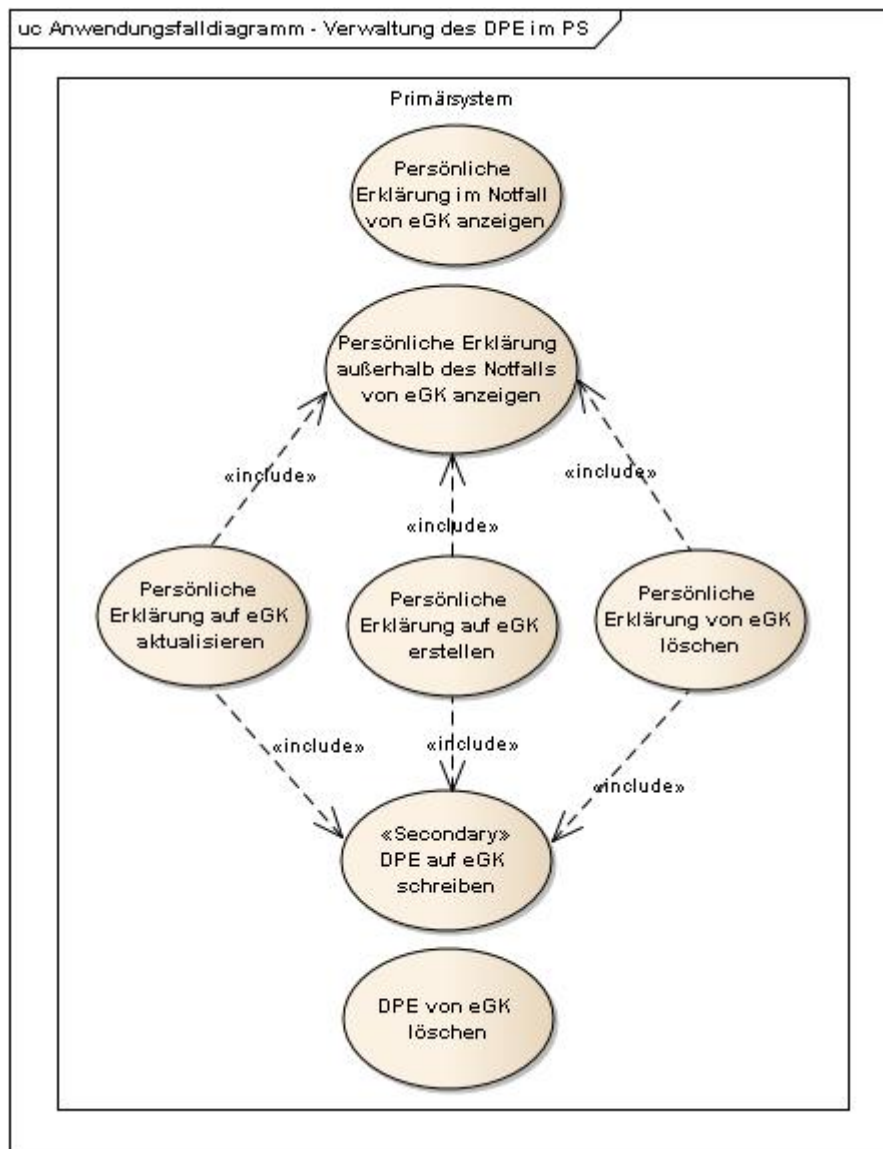 uc Anwendungsfalldiagramm - Verwaltung des DPE im PS
Primärsystem
Persönliche
Erklärung im Notfall
von eGK anzeigen
Persönliche Erklärung
außerhalb des Notfalls
von eGK anzeigen
«include»
«include»
«include»
Persönliche
Erklärung auf eGK
aktualisieren
Persönliche
Erklärung auf eGK
erstellen
Persönliche
Erklärung von eGK
löschen
«include»
«include»
«include»
«Secondary»
DPE auf eGK
schreiben
DPE von eGK
löschen